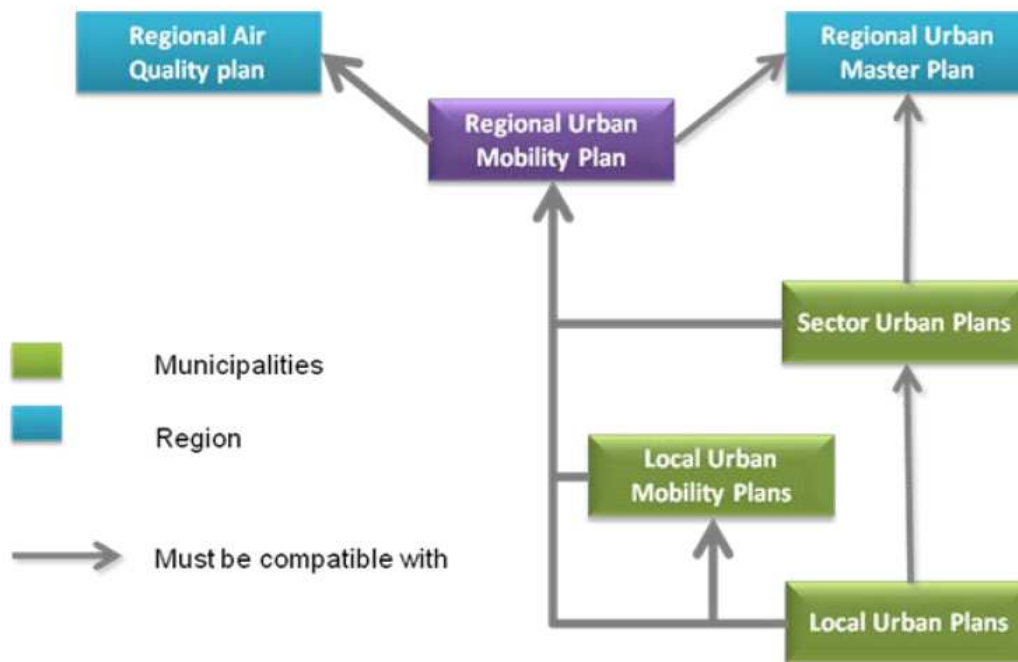 Regional Air
Quality plan
Regional Urban
Master Plan
Regional Urban
Mobility Plan
Sector Urban Plans
Municipalities
Region
Local Urban
Mobility Plans
Must be compatible with
Local Urban Plans